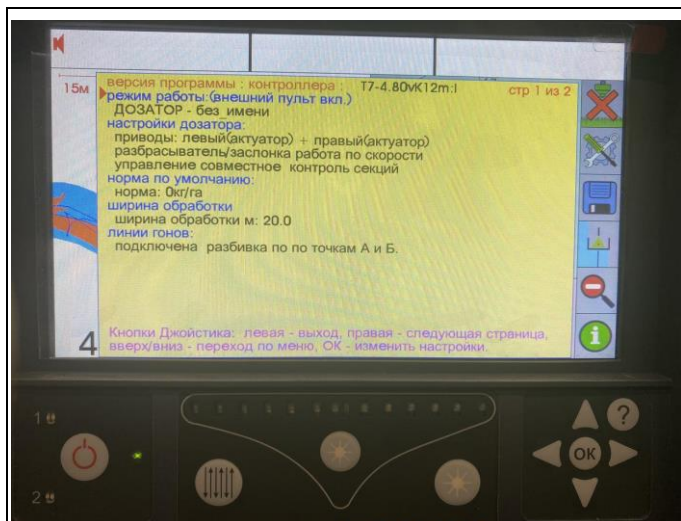 15м
версия программы : контроллера : T7-4.80vK12m:I стр 1 из 2
режим работы:(внешний пульт вкл.)
ДОЗАТОР - без имени
настройки дозатора:
приводы: левый(актуатор) + правый(актуатор)
разбрасыватель/заслонка работа по скорости
управление совместное контроль секций
норма по умолчанию:
норма: 0кг/га
ширина обработки
ширина обработки м: 20.0
линии гонов:
подключена разбивка по по точкам А и Б.
Кнопки Джойстика: левая - выход, правая - следующая страница,
вверх/вниз - переход по меню, ОК - изменить настройки.
4
1
?
OK
2